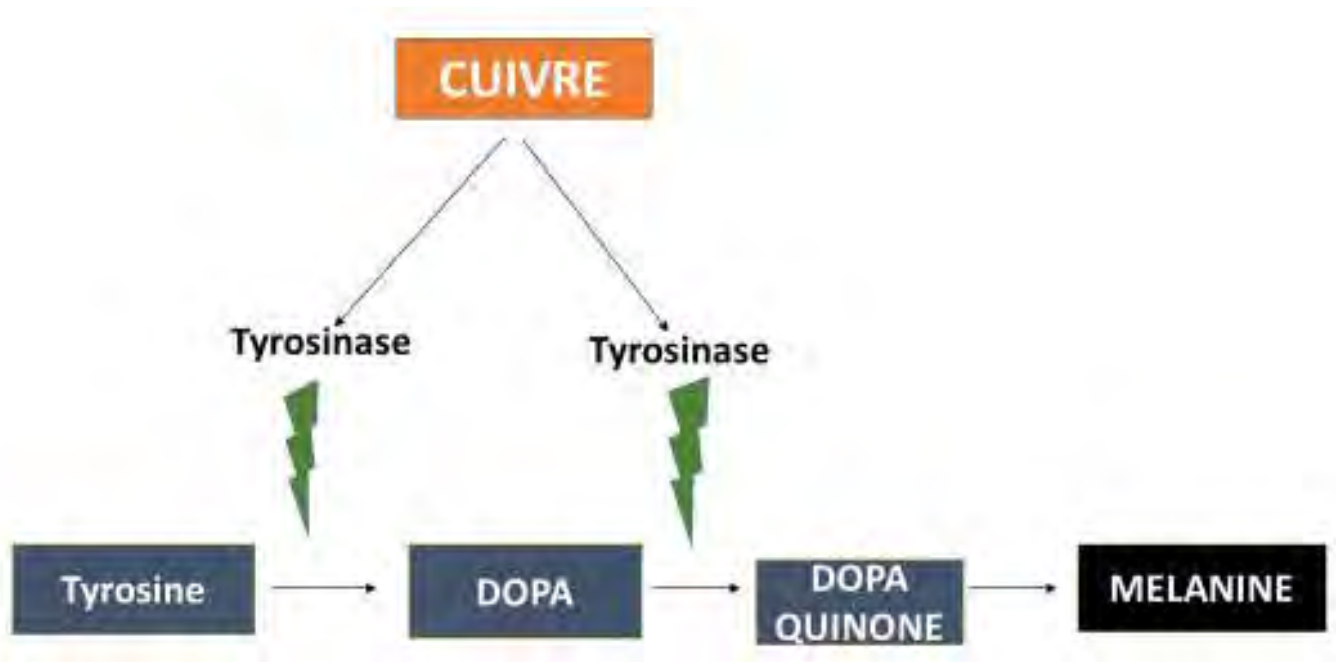 CUIVRE
Tyrosinase
Tyrosinase
Tyrosine
DOPA
DOPA
QUINONE
MELANINE